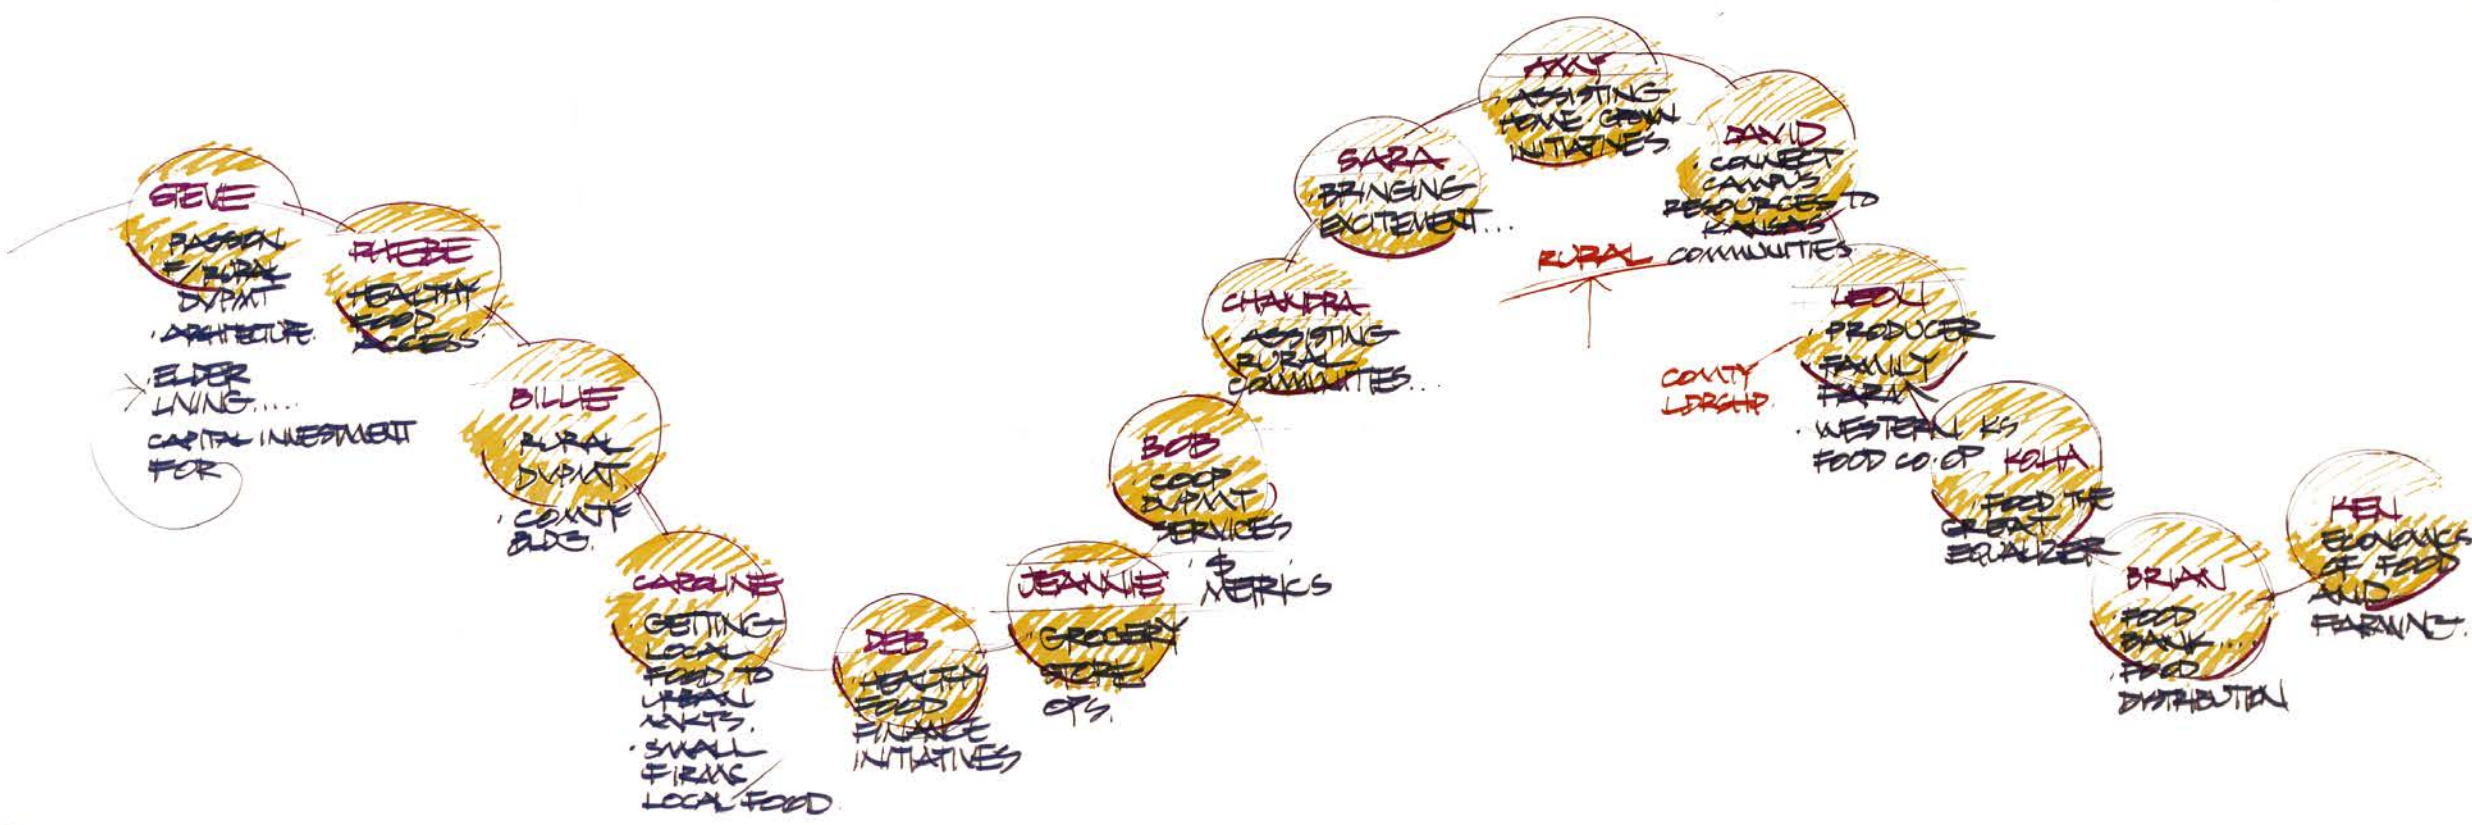 STEVE
· PASSION
F/ RURAL
DVPMT
· ARCHITECTURE.
· ELDER
LIVING.....
CAPITAL INVESTMENT
FOR
PHEBE
HEALTHY
FOOD
ACCESS
BILLIE
· RURAL
DVPMT.
· COMTY
BLDG.
CAROLINE
· GETTING
LOCAL
FOOD TO
URBAN
MKTS.
· SMALL
FIRMS
LOCAL FOOD
DEB
HEALTHY
FOOD
FINANCE
INITIATIVES
JEANNIE
· GROCERY
STORE
OPS.
BOB
· COOP
DVPMT
SERVICES
· $
METRICS
CHANDRA
· ASSISTING
RURAL
COMMUNITIES...
SARA
· BRINGING
EXCITEMENT...
AMY
· ASSISTING
HOME GROWN
INITIATIVES.
DAVID
· CONNECT
CAMPUS
RESOURCES TO
KANSAS
COMMUNITIES
RURAL
LEON
· PRODUCER
FAMILY
FARM
· WESTERN KS
FOOD CO·OP
COMTY
LDRSHP.
KOHA
FOOD THE
GREAT
EQUALIZER
BRIAN
· FOOD
BANK...
· FOOD
DISTRIBUTION
KEN
ECONOMICS
OF FOOD
AND
FARMING.